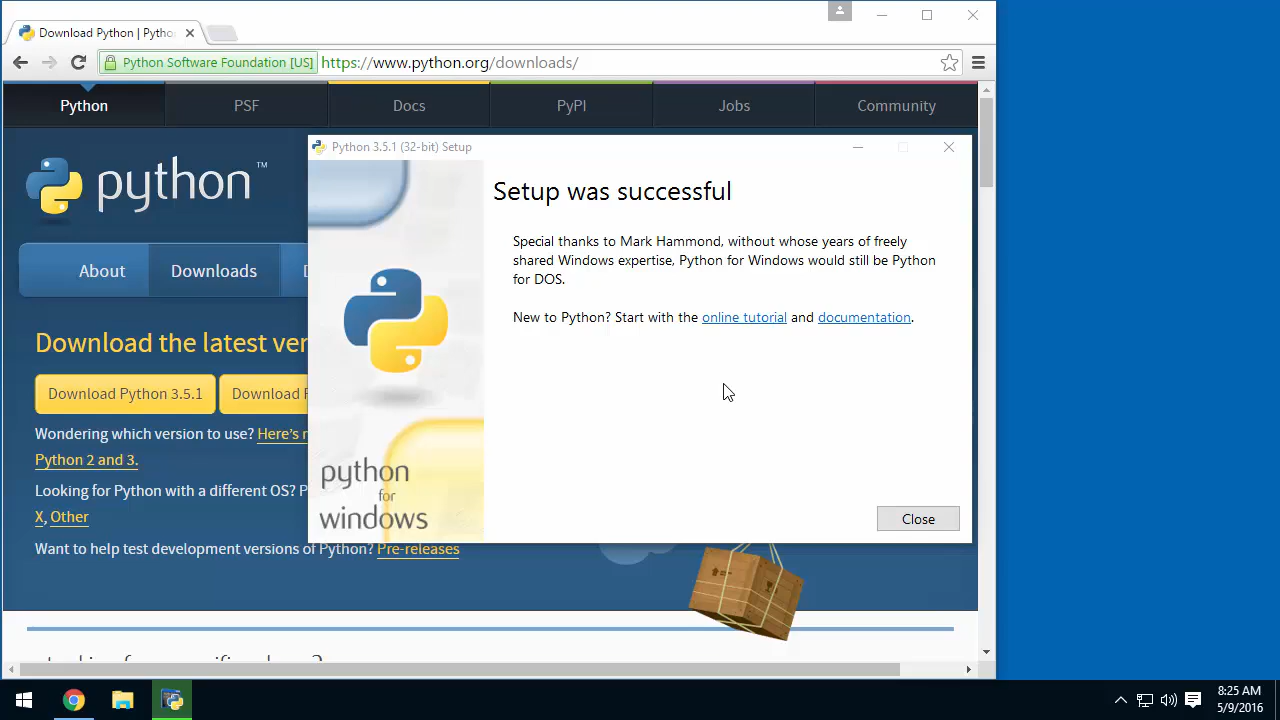 Download Python | Pytho
Python Software Foundation [US] https://www.python.org/downloads/
Python PSF Docs PyPI Jobs Community
python™
Python 3.5.1 (32-bit) Setup
Setup was successful
Special thanks to Mark Hammond, without whose years of freely
shared Windows expertise, Python for Windows would still be Python
for DOS.
New to Python? Start with the online tutorial and documentation.
python
for
windows
Close
About Downloads D
Download the latest ver
Download Python 3.5.1 Download P
Wondering which version to use? Here's r
Python 2 and 3.
Looking for Python with a different OS? P
X, Other
Want to help test development versions of Python? Pre-releases
8:25 AM
5/9/2016